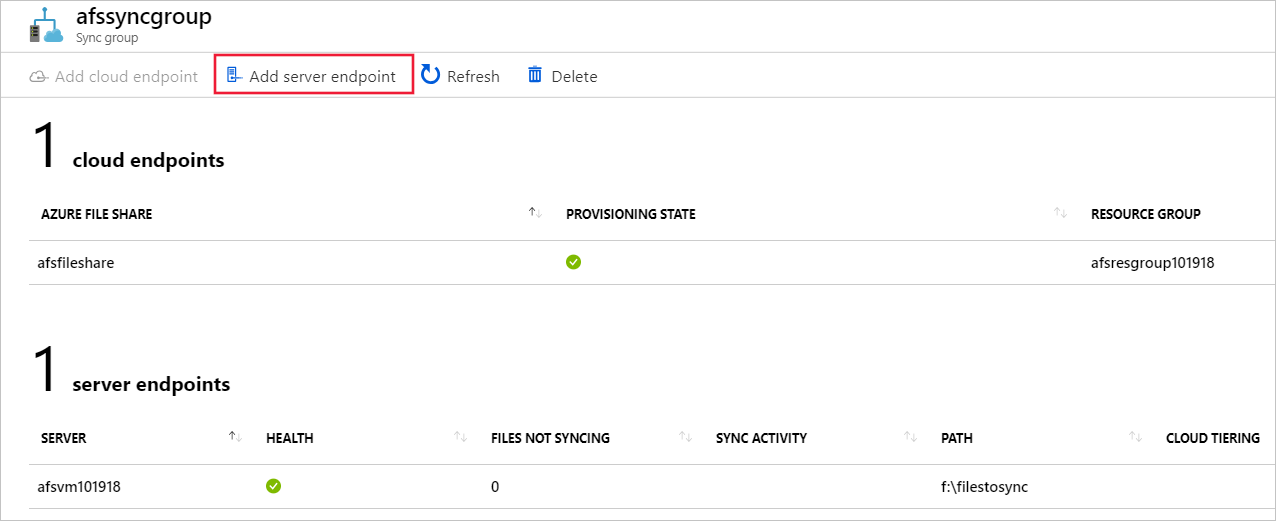 afssyncgroup
Sync group
Add cloud endpoint Add server endpoint Refresh Delete
1 cloud endpoints
AZURE FILE SHARE PROVISIONING STATE RESOURCE GROUP
afsfileshare afsresgroup101918
1 server endpoints
SERVER HEALTH FILES NOT SYNCING SYNC ACTIVITY PATH CLOUD TIERING
afsvm101918 0 f:\filestosync